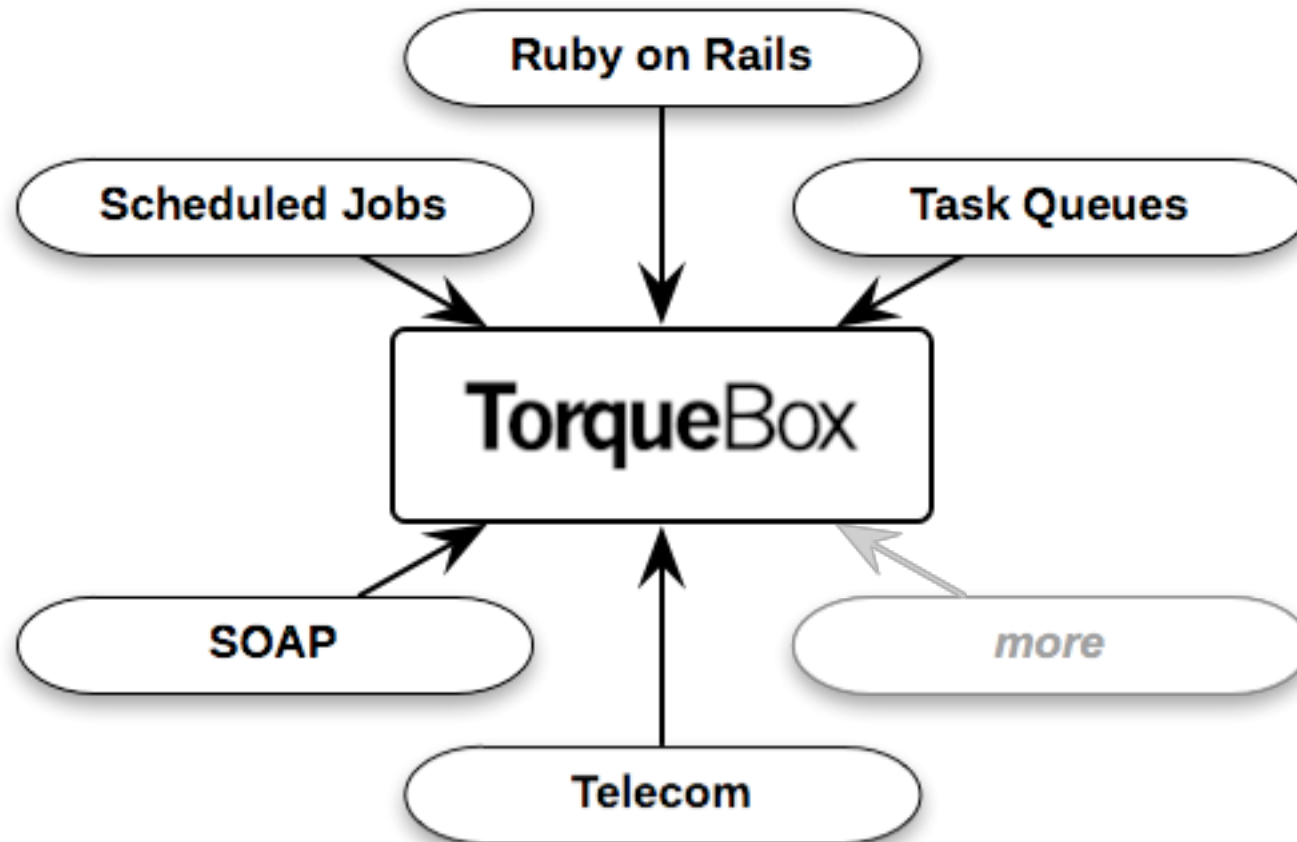 Ruby on Rails
Scheduled Jobs
Task Queues
TorqueBox
SOAP
more
Telecom